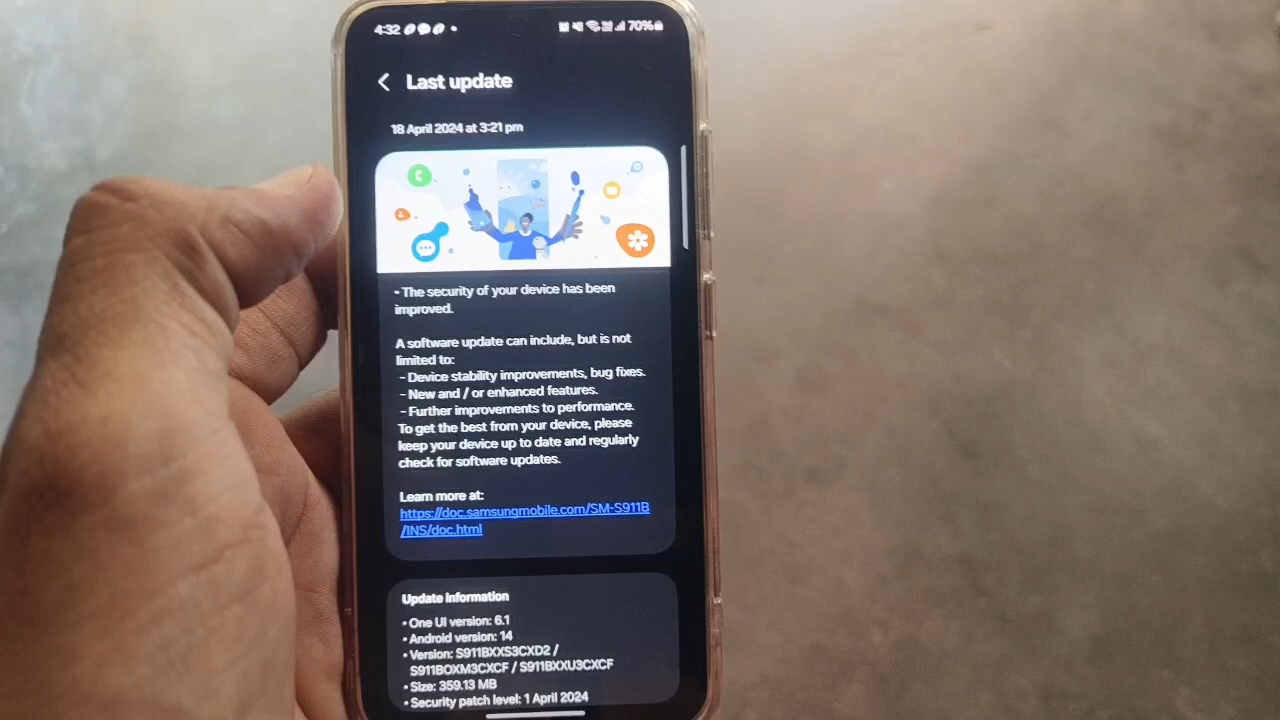 4:32
70%
Last update
18 April 2024 at 3:21 pm
• The security of your device has been
improved.
A software update can include, but is not
limited to:
- Device stability improvements, bug fixes.
- New and / or enhanced features.
- Further improvements to performance.
To get the best from your device, please
keep your device up to date and regularly
check for software updates.
Learn more at:
https://doc.samsungmobile.com/SM-S911B
/INS/doc.html
Update Information
• One UI version: 6.1
• Android version: 14
• Version: S911BXXS3CXD2 /
S911BOXM3CXCF / S911BXXU3CXCF
• Size: 359.13 MB
• Security patch level: 1 April 2024